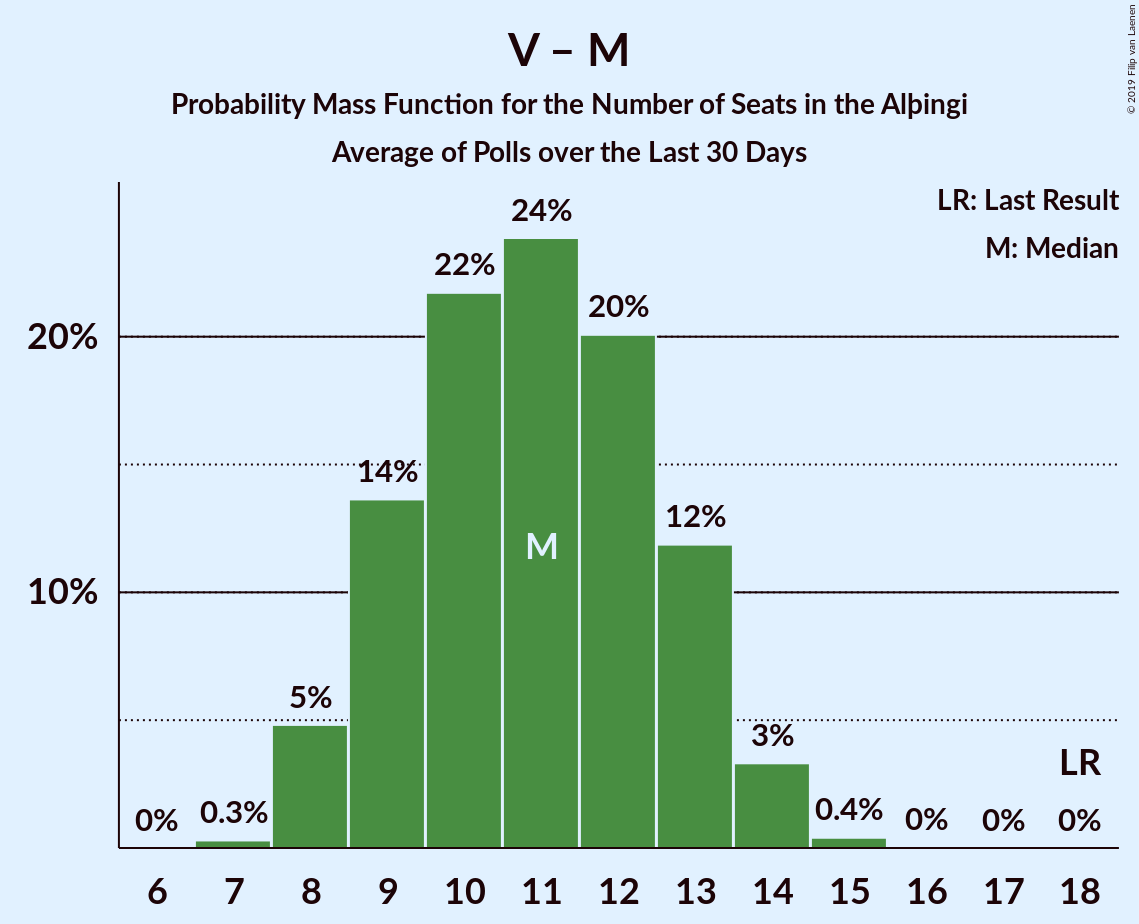 V – M
Probability Mass Function for the Number of Seats in the Alþingi
Average of Polls over the Last 30 Days
© 2019 Filip van Laenen
LR: Last Result
M: Median
20%
10%
0%
0.3%
5%
14%
22%
24%
20%
12%
3%
0.4%
0%
0%
0%
M
LR
6 7 8 9 10 11 12 13 14 15 16 17 18